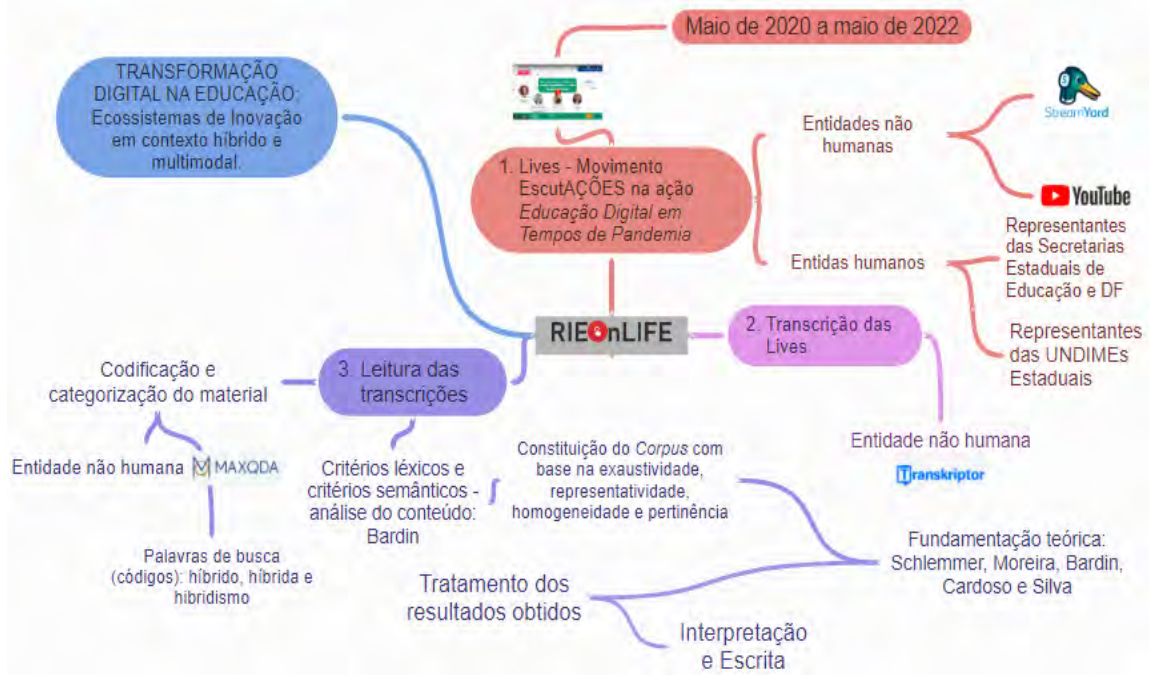 Maio de 2020 a maio de 2022
TRANSFORMAÇÃO
DIGITAL NA EDUCAÇÃO:
Ecossistemas de Inovação
em contexto híbrido e
multimodal.
1. Lives - Movimento
EscutAÇÕES na ação
Educação Digital em
Tempos de Pandemia
Entidades não
humanas
StreamYard
YouTube
Entidas humanos
Representantes
das Secretarias
Estaduais de
Educação e DF
Representantes
das UNDIMEs
Estaduais
RIEOnLIFE
2. Transcrição das
Lives
Entidade não humana
Transkriptor
3. Leitura das
transcrições
Codificação e
categorização do material
Entidade não humana
MAXQDA
Palavras de busca
(códigos): híbrido, híbrida e
hibridismo
Critérios léxicos e
critérios semânticos -
análise do conteúdo:
Bardin
Constituição do Corpus com
base na exaustividade,
representatividade,
homogeneidade e pertinência
Fundamentação teórica:
Schlemmer, Moreira, Bardin,
Cardoso e Silva
Tratamento dos
resultados obtidos
Interpretação
e Escrita